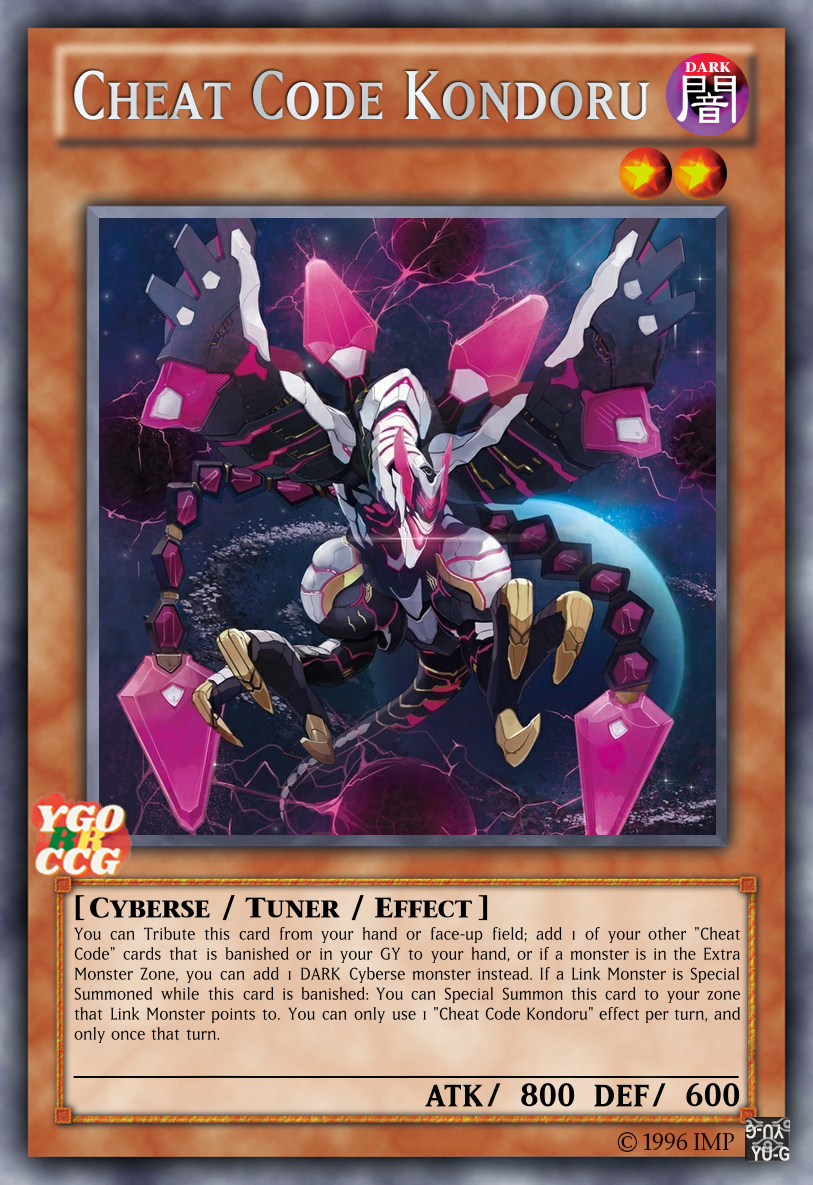 Cheat Code Kondoru
DARK
闇
YGO
RR
CCG
[ Cyberse / Tuner / Effect ]
You can Tribute this card from your hand or face-up field; add 1 of your other "Cheat
Code" cards that is banished or in your GY to your hand, or if a monster is in the Extra
Monster Zone, you can add 1 DARK Cyberse monster instead. If a Link Monster is Special
Summoned while this card is banished: You can Special Summon this card to your zone
that Link Monster points to. You can only use 1 "Cheat Code Kondoru" effect per turn, and
only once that turn.
ATK/ 800 DEF/ 600
© 1996 IMP
YU-G